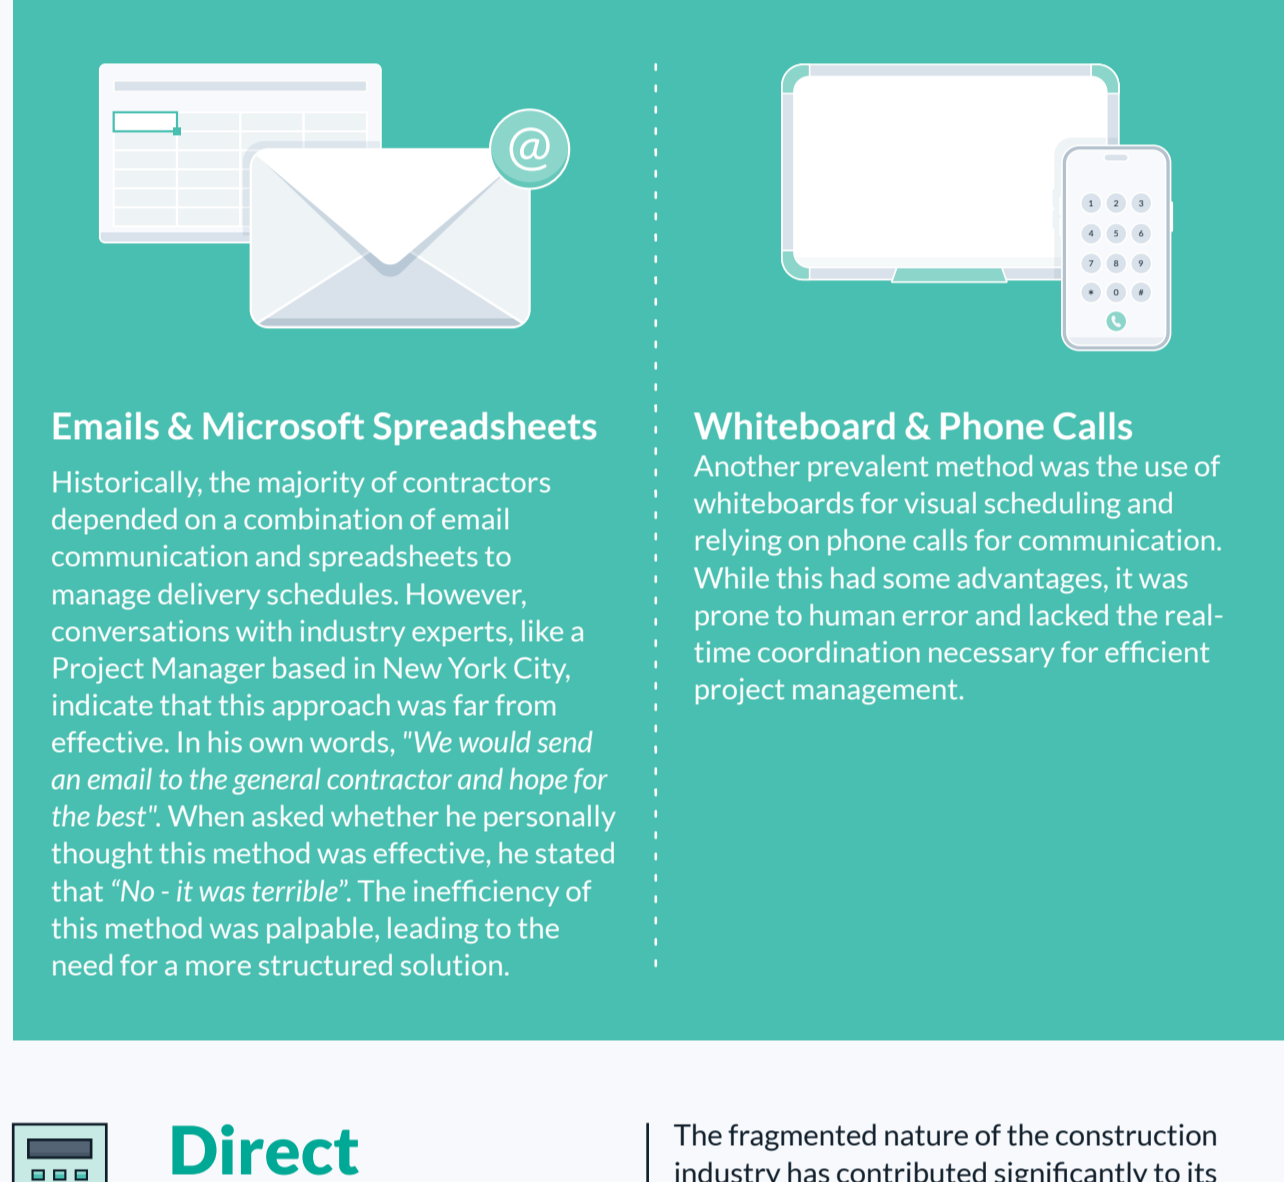 @
1 2 3
4 5 6
7 8 9
* 0 #
Emails & Microsoft Spreadsheets
Historically, the majority of contractors
depended on a combination of email
communication and spreadsheets to
manage delivery schedules. However,
conversations with industry experts, like a
Project Manager based in New York City,
indicate that this approach was far from
effective. In his own words, "We would send
an email to the general contractor and hope for
the best". When asked whether he personally
thought this method was effective, he stated
that “No - it was terrible”. The inefficiency of
this method was palpable, leading to the
need for a more structured solution.
Whiteboard & Phone Calls
Another prevalent method was the use of
whiteboards for visual scheduling and
relying on phone calls for communication.
While this had some advantages, it was
prone to human error and lacked the real-
time coordination necessary for efficient
project management.
Direct
The fragmented nature of the construction
industry has contributed significantly to its